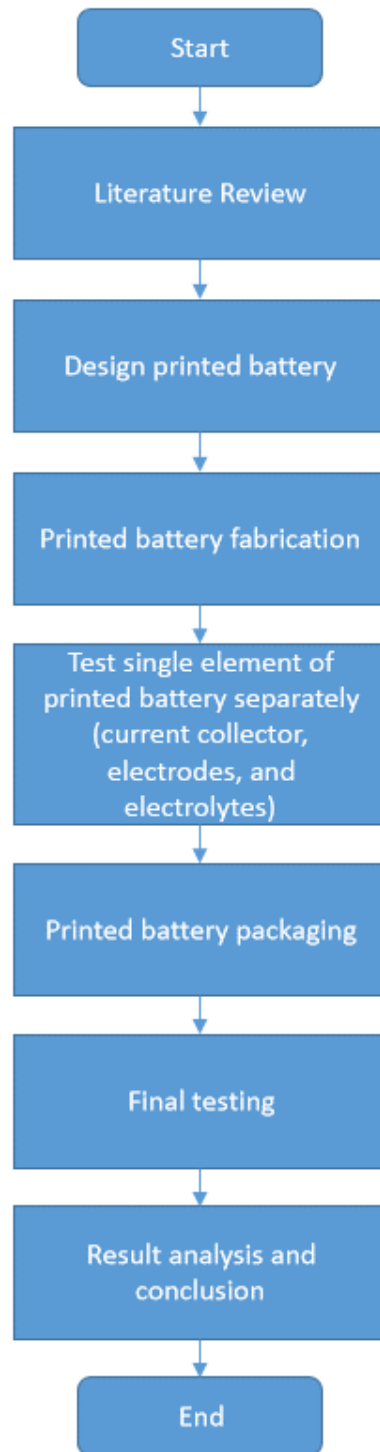 Start
Literature Review
Design printed battery
Printed battery fabrication
Test single element of
printed battery separately
(current collector,
electrodes, and
electrolytes)
Printed battery packaging
Final testing
Result analysis and
conclusion
End